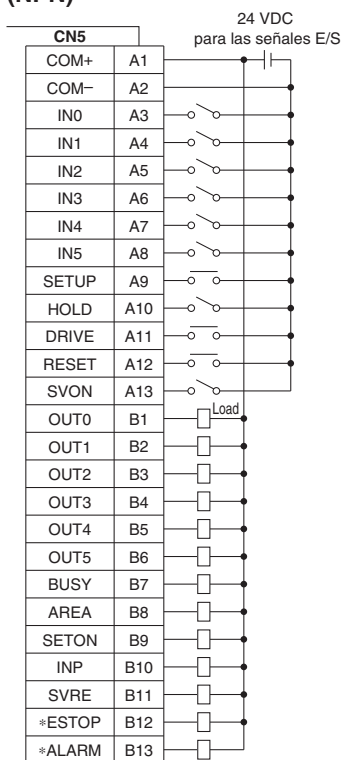 24 VDC
para las señales E/S
CN5
COM+ A1
COM− A2
IN0 A3
IN1 A4
IN2 A5
IN3 A6
IN4 A7
IN5 A8
SETUP A9
HOLD A10
DRIVE A11
RESET A12
SVON A13
OUT0 B1 Load
OUT1 B2
OUT2 B3
OUT3 B4
OUT4 B5
OUT5 B6
BUSY B7
AREA B8
SETON B9
INP B10
SVRE B11
*ESTOP B12
*ALARM B13